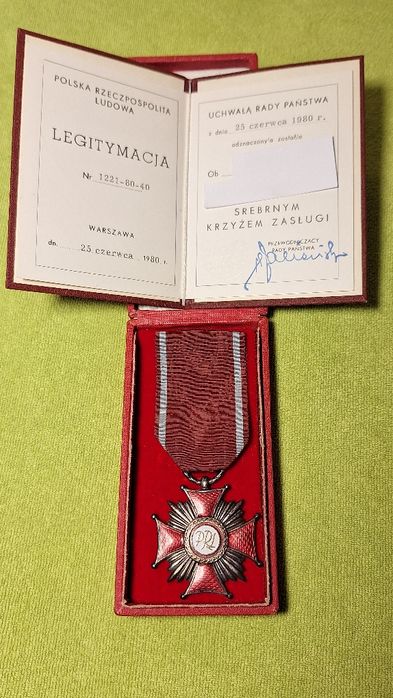 POLSKA RZECZPOSPOLITA
LUDOWA
LEGITYMACJA
Nr 1221-80-40
WARSZAWA
dn. 25 czerwca 1980 r.
UCHWAŁĄ RADY PAŃSTWA
z dnia 25 czerwca 1980 r.
odznaczony/a został/a
Ob
SREBRNYM
KRZYŻEM ZASŁUGI
PRZEWODNICZĄCY
RADY PAŃSTWA
PRL